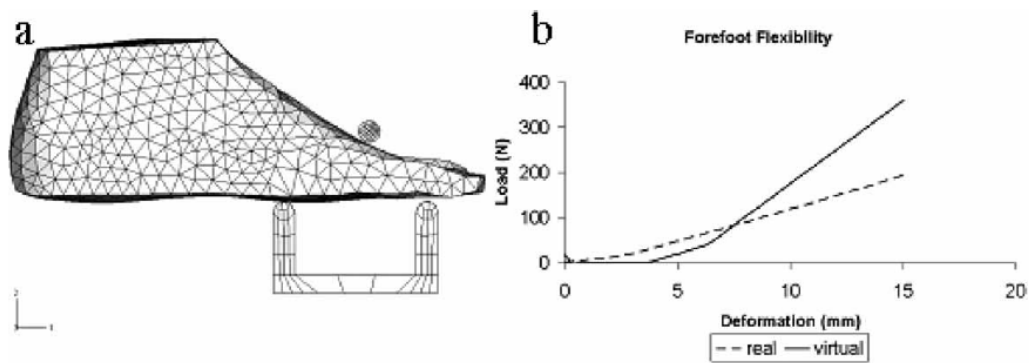 a
b
Forefoot Flexibility
400
300
200
100
0
Load (N)
0 5 10 15 20
Deformation (mm)
real virtual